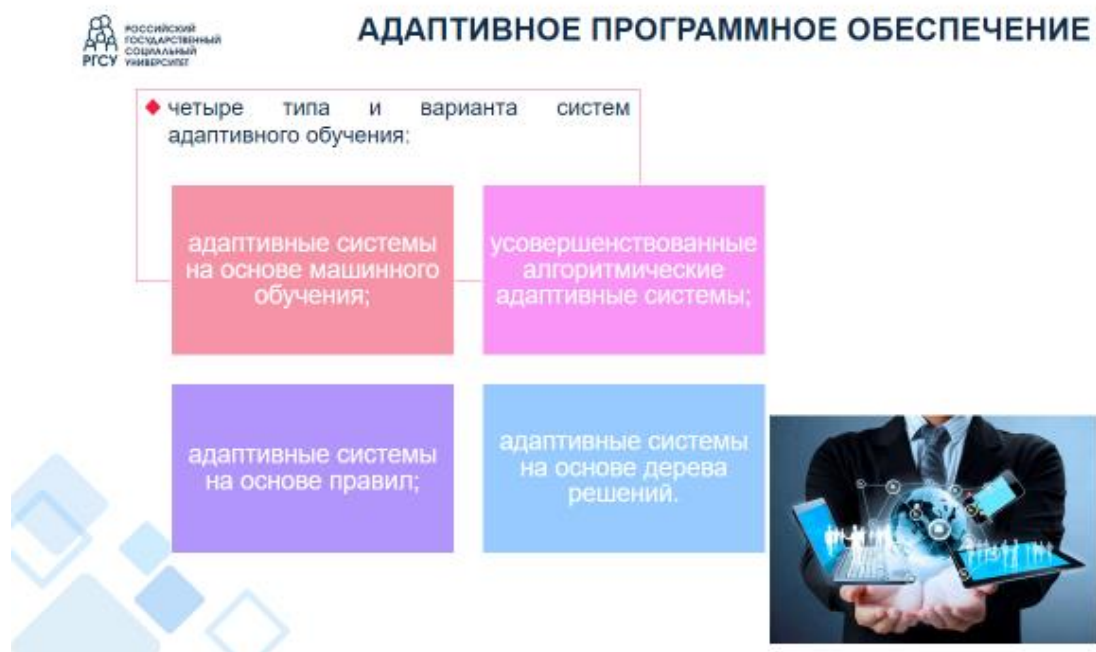 РОССИЙСКИЙ
ГОСУДАРСТВЕННЫЙ
СОЦИАЛЬНЫЙ
УНИВЕРСИТЕТ
РГСУ
АДАПТИВНОЕ ПРОГРАММНОЕ ОБЕСПЕЧЕНИЕ
четыре типа и варианта систем
адаптивного обучения:
адаптивные системы
на основе машинного
обучения;
усовершенствованные
алгоритмические
адаптивные системы;
адаптивные системы
на основе правил;
адаптивные системы
на основе дерева
решений.